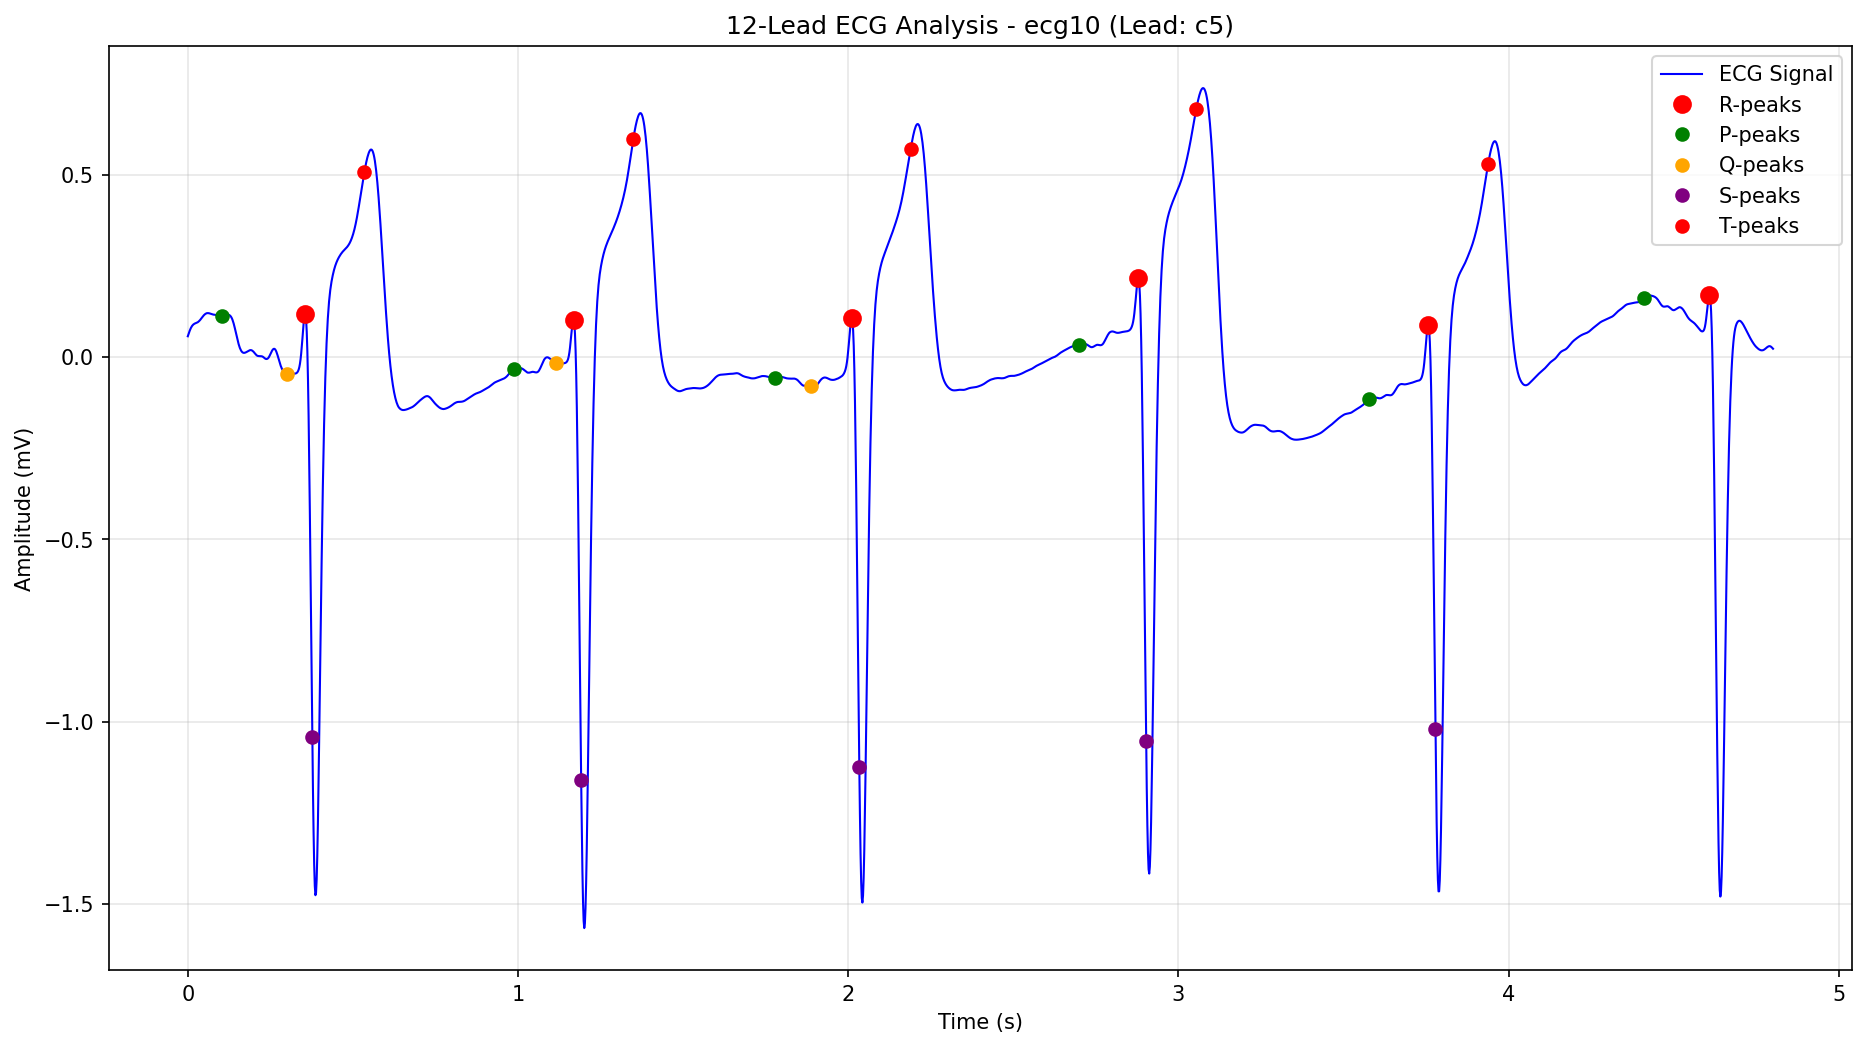 12-Lead ECG Analysis - ecg10 (Lead: c5)
ECG Signal
R-peaks
P-peaks
Q-peaks
S-peaks
T-peaks
Amplitude (mV)
0.5
0.0
−0.5
−1.0
−1.5
0 1 2 3 4 5
Time (s)